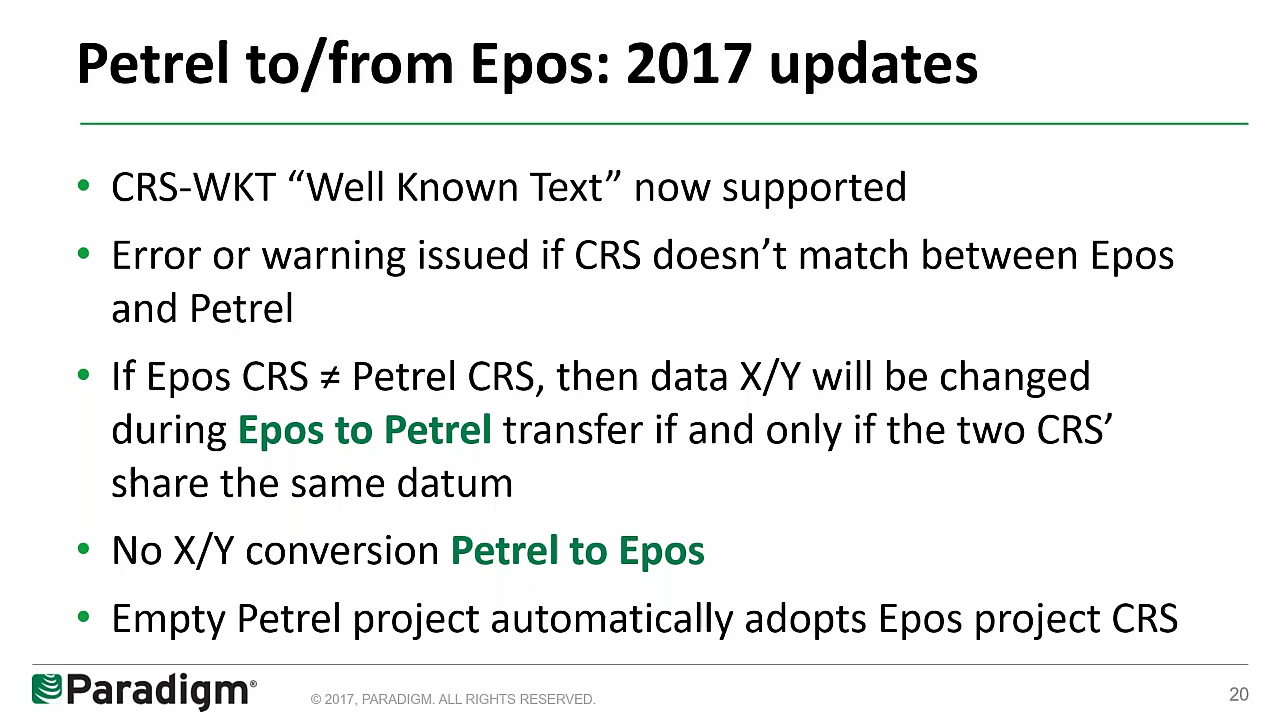 Petrel to/from Epos: 2017 updates
• CRS-WKT “Well Known Text” now supported
• Error or warning issued if CRS doesn’t match between Epos
and Petrel
• If Epos CRS ≠ Petrel CRS, then data X/Y will be changed
during Epos to Petrel transfer if and only if the two CRS’
share the same datum
• No X/Y conversion Petrel to Epos
• Empty Petrel project automatically adopts Epos project CRS
Paradigm®
© 2017, PARADIGM. ALL RIGHTS RESERVED.
20